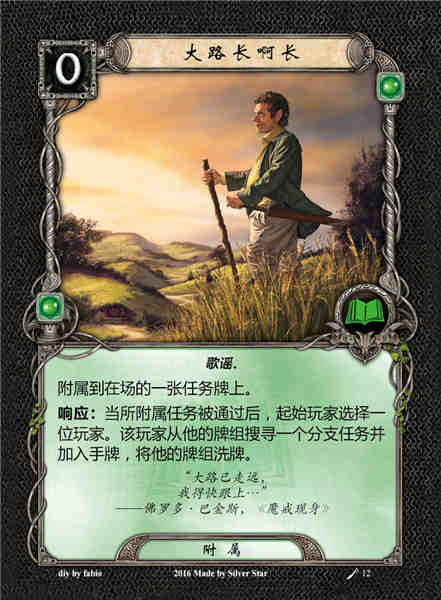 大路长啊长
0
歌谣.
附属到在场的一张任务牌上。
响应：当所附属任务被通过后，起始玩家选择一
位玩家。该玩家从他的牌组搜寻一个分支任务并
加入手牌，将他的牌组洗牌。
“大路已走远，
我得快跟上…”
——佛罗多·巴金斯，《魔戒现身》
附属
diy by fabio
2016 Made by Silver Star
12